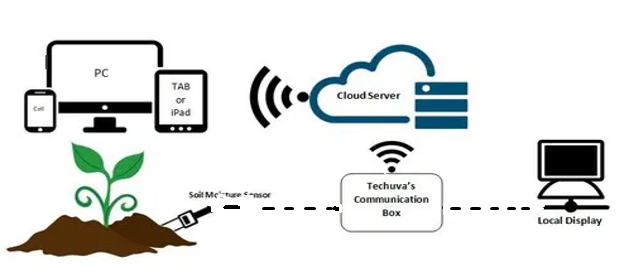 PC
TAB
or
iPad
Cell
Cloud Server
Soil Moisture Sensor
Techuva's
Communication
Box
Local Display